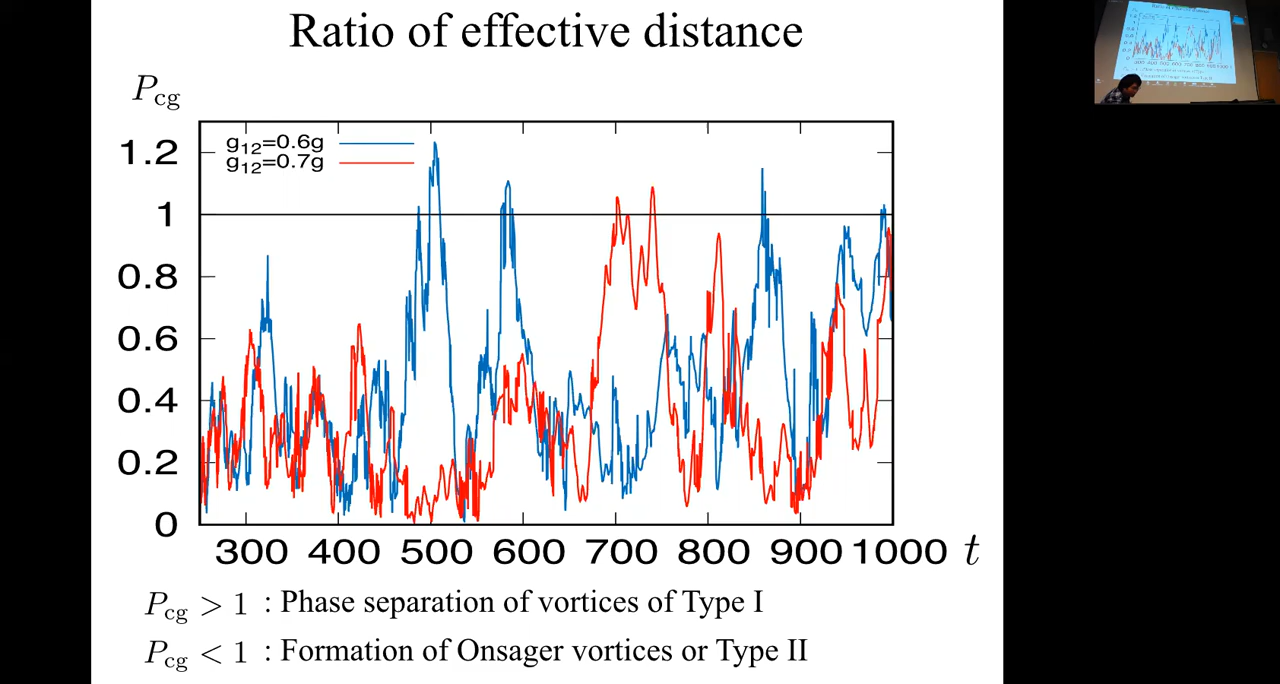 Ratio of effective distance
P_cg
g_12=0.6g
g_12=0.7g
1.2
1
0.8
0.6
0.4
0.2
0
300 400 500 600 700 800 900 1000 t
P_cg > 1 : Phase separation of vortices of Type I
P_cg < 1 : Formation of Onsager vortices or Type II